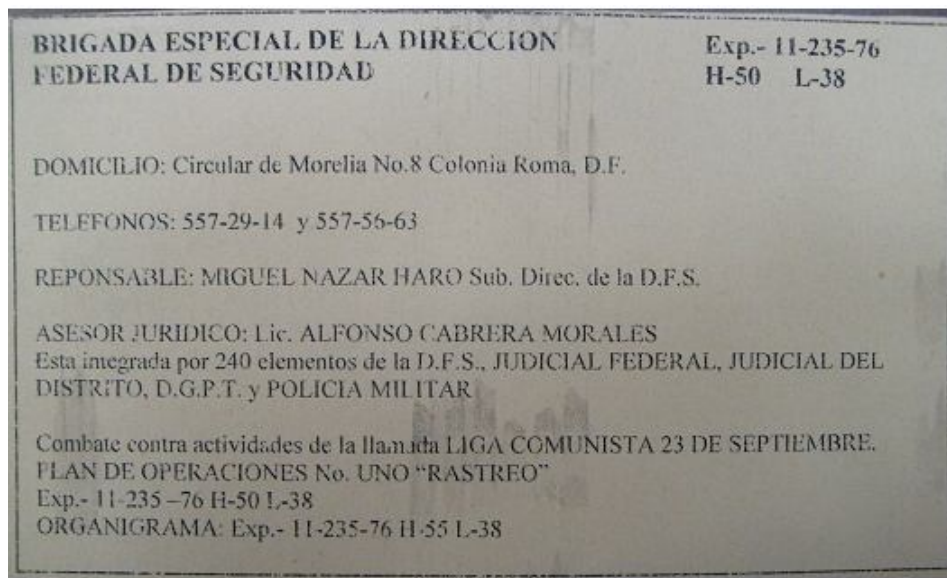 BRIGADA ESPECIAL DE LA DIRECCION
FEDERAL DE SEGURIDAD
Exp.- 11-235-76
H-50 L-38
DOMICILIO: Circular de Morelia No.8 Colonia Roma, D.F.
TELEFONOS: 557-29-14 y 557-56-63
REPONSABLE: MIGUEL NAZAR HARO Sub. Direc. de la D.F.S.
ASESOR JURIDICO: Lic. ALFONSO CABRERA MORALES
Esta integrada por 240 elementos de la D.F.S., JUDICIAL FEDERAL, JUDICIAL DEL
DISTRITO, D.G.P.T. y POLICIA MILITAR
Combate contra actividades de la llamada LIGA COMUNISTA 23 DE SEPTIEMBRE.
PLAN DE OPERACIONES No. UNO “RASTREO”
Exp.- 11-235 –76 H-50 L-38
ORGANIGRAMA: Exp.- 11-235-76 H-55 L-38